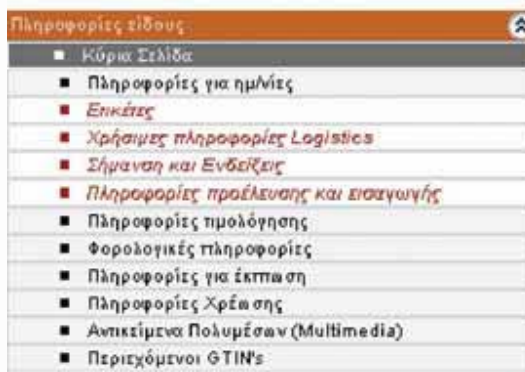 Πληροφορίες είδους
Κύρια Σελίδα
Πληροφορίες για ημ/νίες
Ετικέτες
Χρήσιμες πληροφορίες Logistics
Σήμανση και Ενδείξεις
Πληροφορίες προέλευσης και εισαγωγής
Πληροφορίες τιμολόγησης
Φορολογικές πληροφορίες
Πληροφορίες για έκπτωση
Πληροφορίες Χρέωσης
Αντικείμενα Πολυμέσων (Multimedia)
Περιεχόμενοι GTIN's